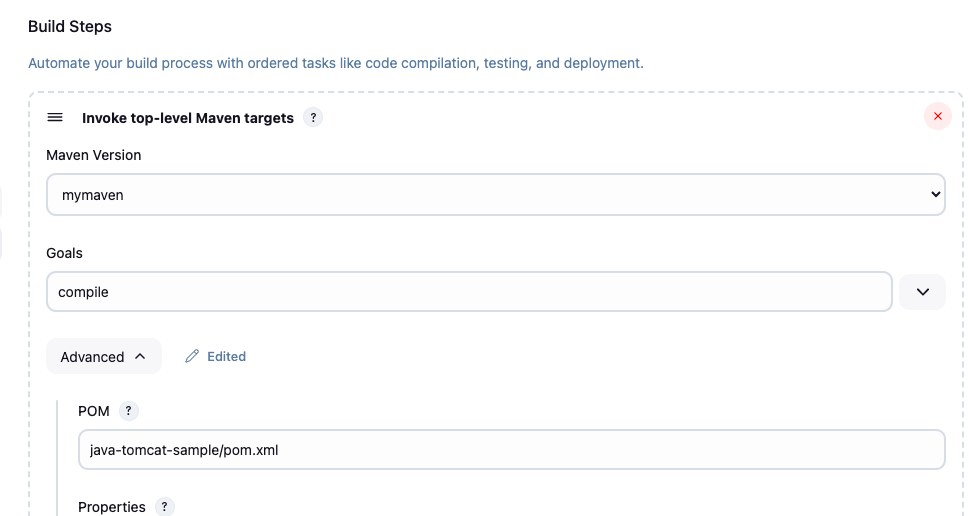 Build Steps
Automate your build process with ordered tasks like code compilation, testing, and deployment.
Invoke top-level Maven targets ?
Maven Version
mymaven
Goals
compile
Advanced Edited
POM ?
java-tomcat-sample/pom.xml
Properties ?